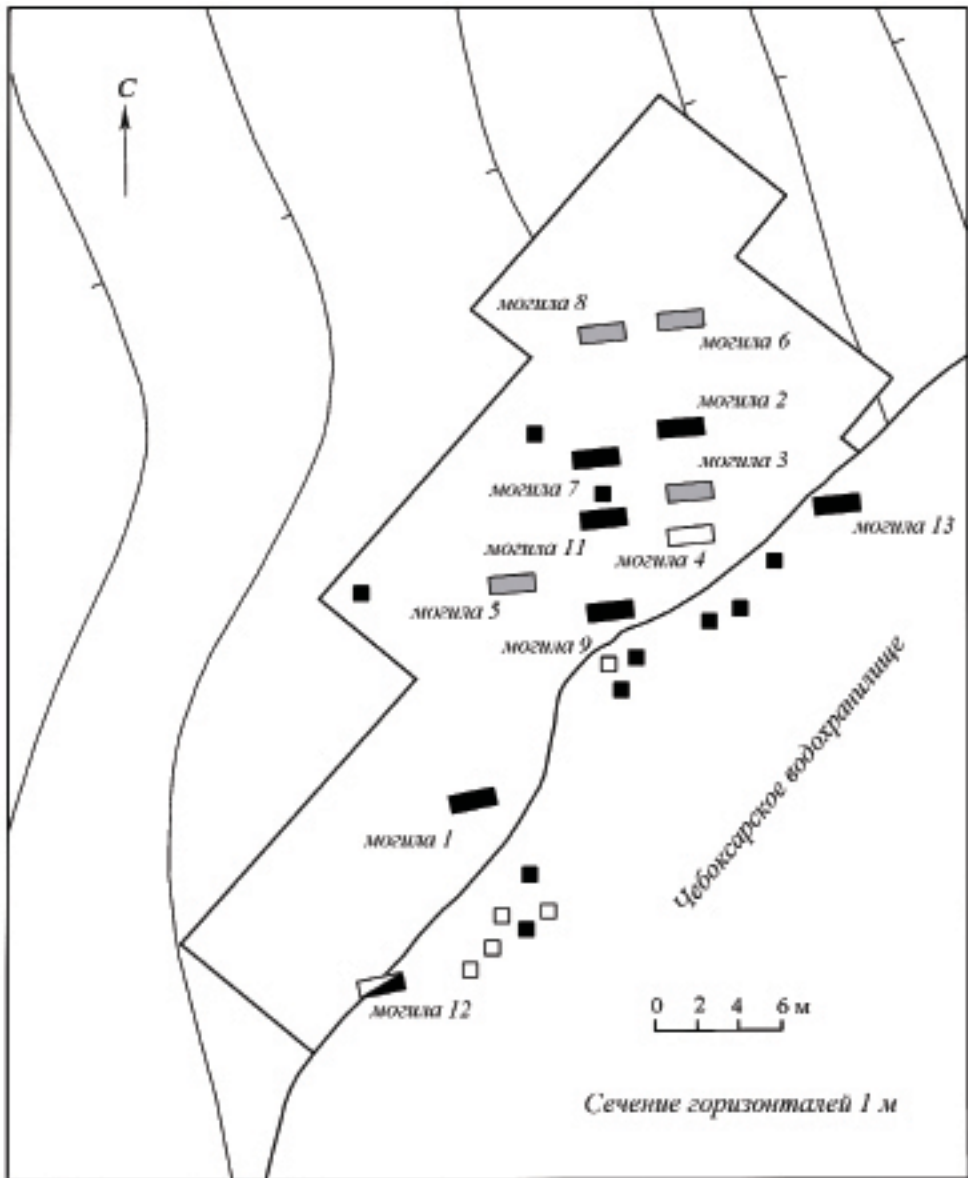 С
могила 8
могила 6
могила 2
могила 3
могила 7
могила 13
могила 11
могила 4
могила 5
могила 9
Чебоксарское водохранилище
могила 1
могила 12
0 2 4 6 м
Сечение горизонталей 1 м